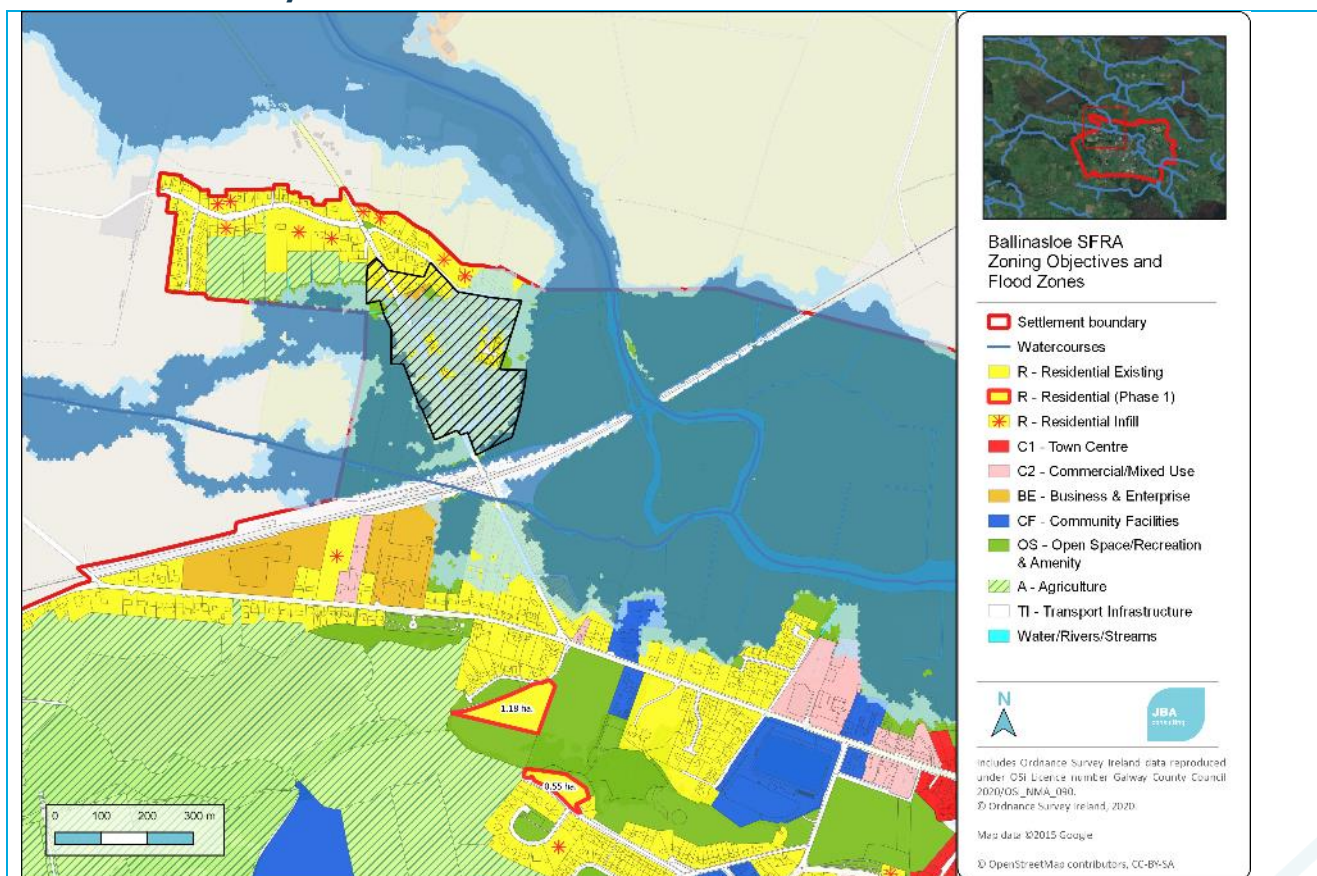 1.19 ha.
0.55 ha.
0 100 200 300 m
Ballinasloe SFRA
Zoning Objectives and
Flood Zones
Settlement boundary
Watercourses
R - Residential Existing
R - Residential (Phase 1)
R - Residential Infill
C1 - Town Centre
C2 - Commercial/Mixed Use
BE - Business & Enterprise
CF - Community Facilities
OS - Open Space/Recreation
& Amenity
A - Agriculture
TI - Transport Infrastructure
Water/Rivers/Streams
N
JBA
consulting
Includes Ordnance Survey Ireland data reproduced
under OSi Licence number Galway County Council
2020/OSi_NMA_090.
© Ordnance Survey Ireland, 2020.
Map data ©2015 Google
© OpenStreetMap contributors, CC-BY-SA